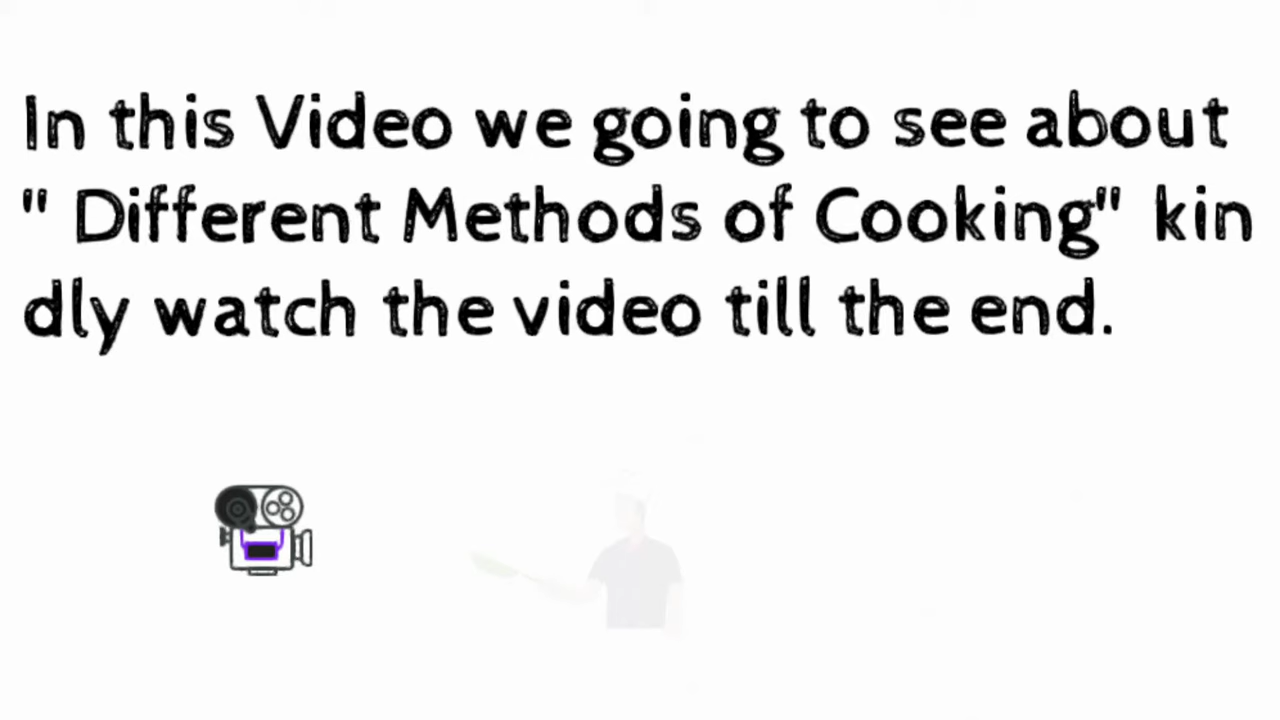 In this Video we going to see about
" Different Methods of Cooking" kin
dly watch the video till the end.